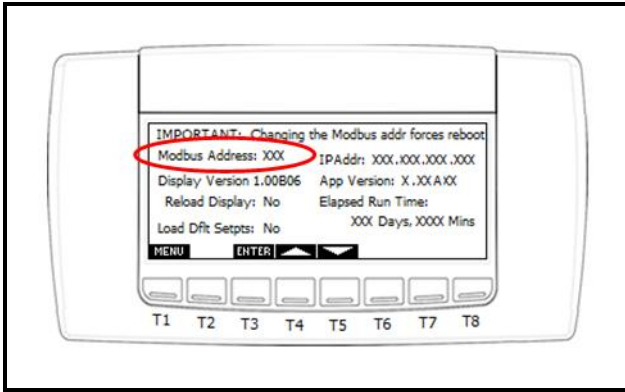 IMPORTANT: Changing the Modbus addr forces reboot
Modbus Address: XXX IPAddr: XXX.XXX.XXX.XXX
Display Version 1.00B06 App Version: X.XXAXX
Reload Display: No Elapsed Run Time:
Load Dflt Setpts: No XXX Days, XXXX Mins
MENU ENTER
T1 T2 T3 T4 T5 T6 T7 T8